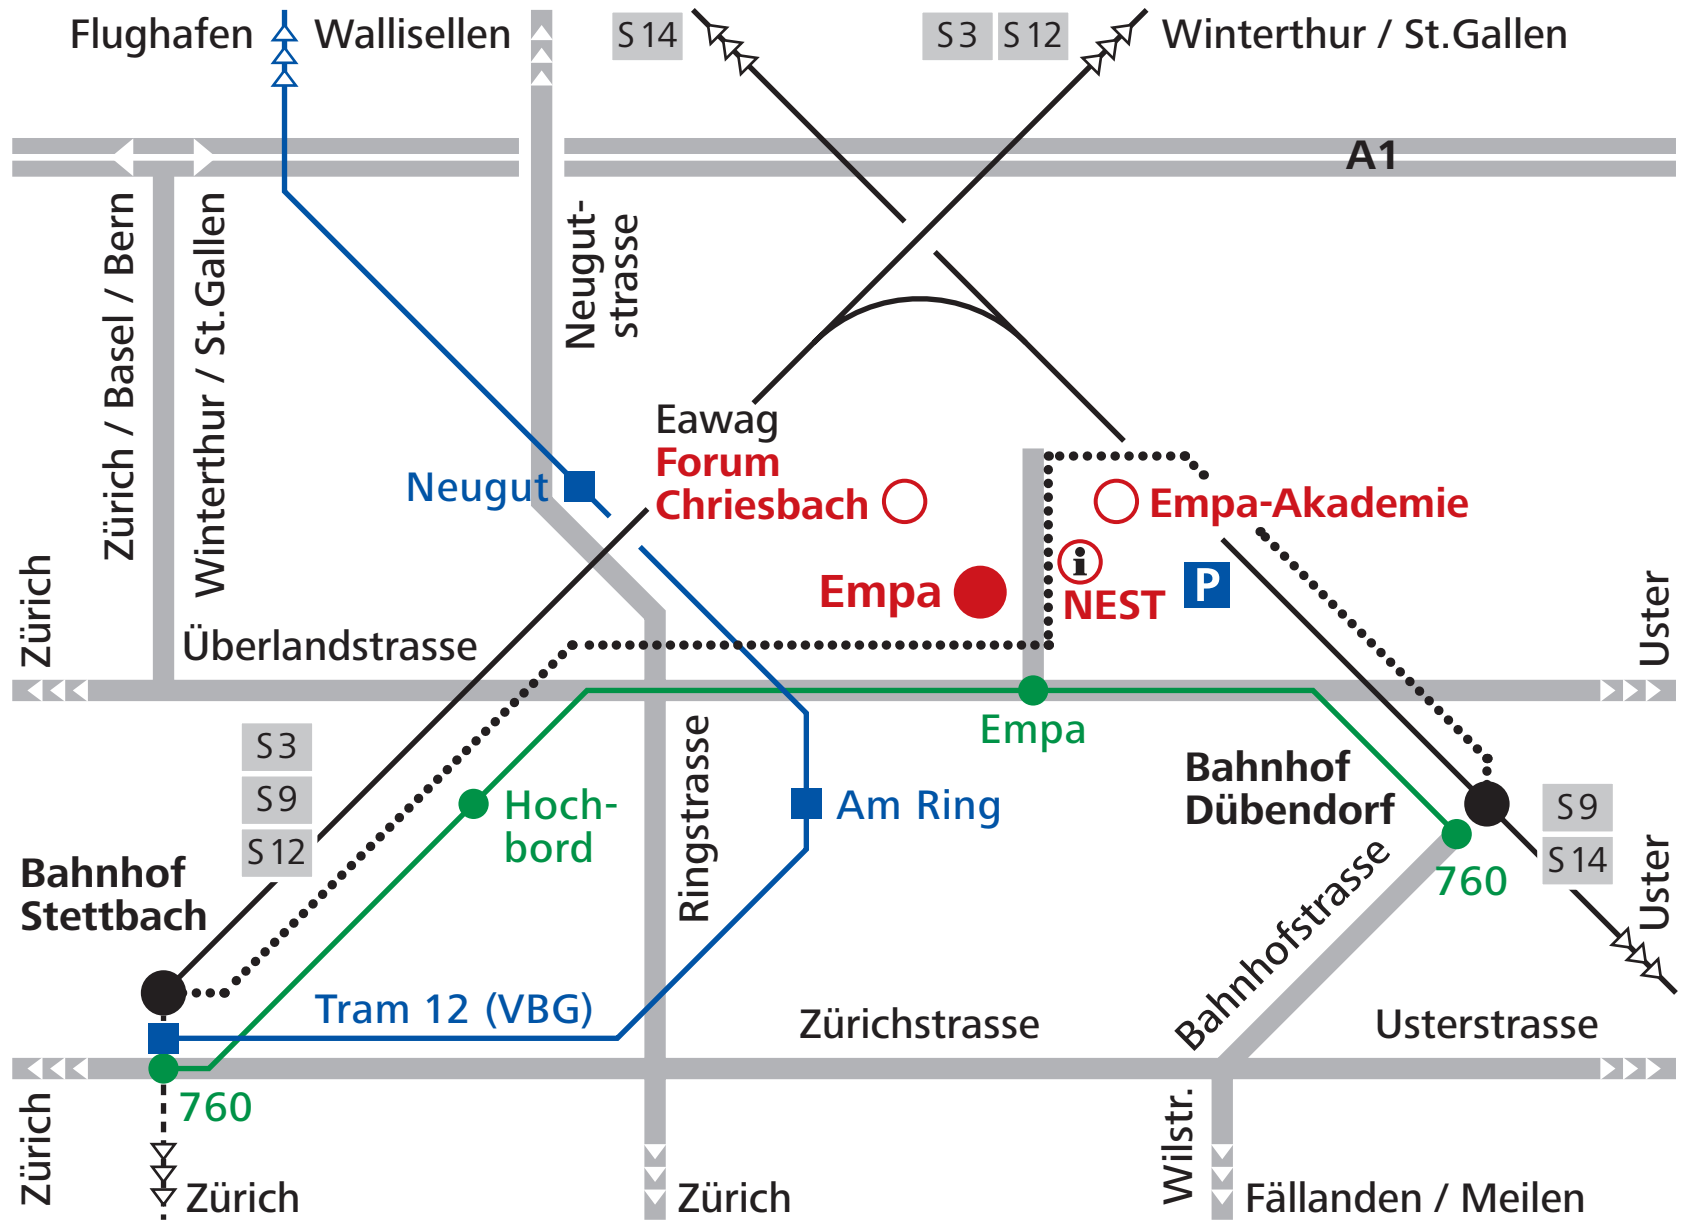 Flughafen
Wallisellen
S 14
S 3
S 12
Winterthur / St.Gallen
A1
Zürich / Basel / Bern
Winterthur / St.Gallen
Neugut-
strasse
Eawag
Forum
Chriesbach
Neugut
Empa-Akademie
Empa
i
NEST
P
Zürich
Überlandstrasse
Uster
Empa
S 3
S 9
S 12
Hoch-
bord
Ringstrasse
Am Ring
Bahnhof
Dübendorf
S 9
S 14
760
Uster
Bahnhof
Stettbach
Bahnhofstrasse
Tram 12 (VBG)
Zürichstrasse
Usterstrasse
760
Zürich
Zürich
Zürich
Wilstr.
Fällanden / Meilen